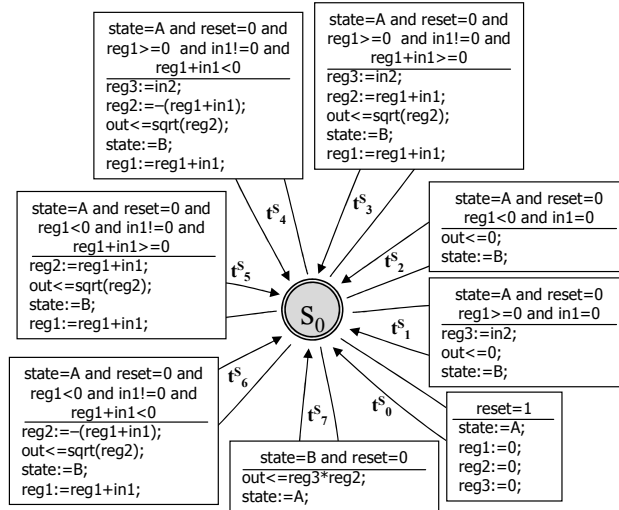 state=A and reset=0 and
reg1>=0 and in1!=0 and
reg1+in1<0
reg3:=in2;
reg2:=–(reg1+in1);
out<=sqrt(reg2);
state:=B;
reg1:=reg1+in1;
state=A and reset=0 and
reg1>=0 and in1!=0 and
reg1+in1>=0
reg3:=in2;
reg2:=reg1+in1;
out<=sqrt(reg2);
state:=B;
reg1:=reg1+in1;
tS4
tS3
state=A and reset=0
reg1<0 and in1=0
out<=0;
state:=B;
tS2
state=A and reset=0 and
reg1<0 and in1!=0 and
reg1+in1>=0
reg2:=reg1+in1;
out<=sqrt(reg2);
state:=B;
reg1:=reg1+in1;
tS5
S0
state=A and reset=0
reg1>=0 and in1=0
reg3:=in2;
out<=0;
state:=B;
tS1
state=A and reset=0 and
reg1<0 and in1!=0 and
reg1+in1<0
reg2:=–(reg1+in1);
out<=sqrt(reg2);
state:=B;
reg1:=reg1+in1;
tS6
tS7
tS0
state=B and reset=0
out<=reg3*reg2;
state:=A;
reset=1
state:=A;
reg1:=0;
reg2:=0;
reg3:=0;